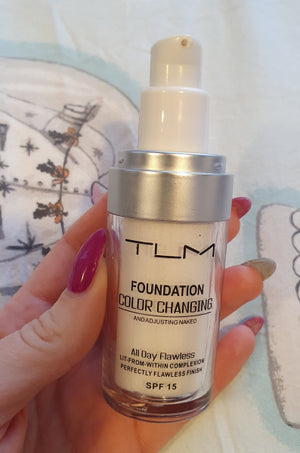 TLM
FOUNDATION
COLOR CHANGING
AND ADJUSTING NAKED
All Day Flawless
LIT-FROM-WITHIN COMPLEXION
PERFECTLY FLAWLESS FINISH
SPF 15